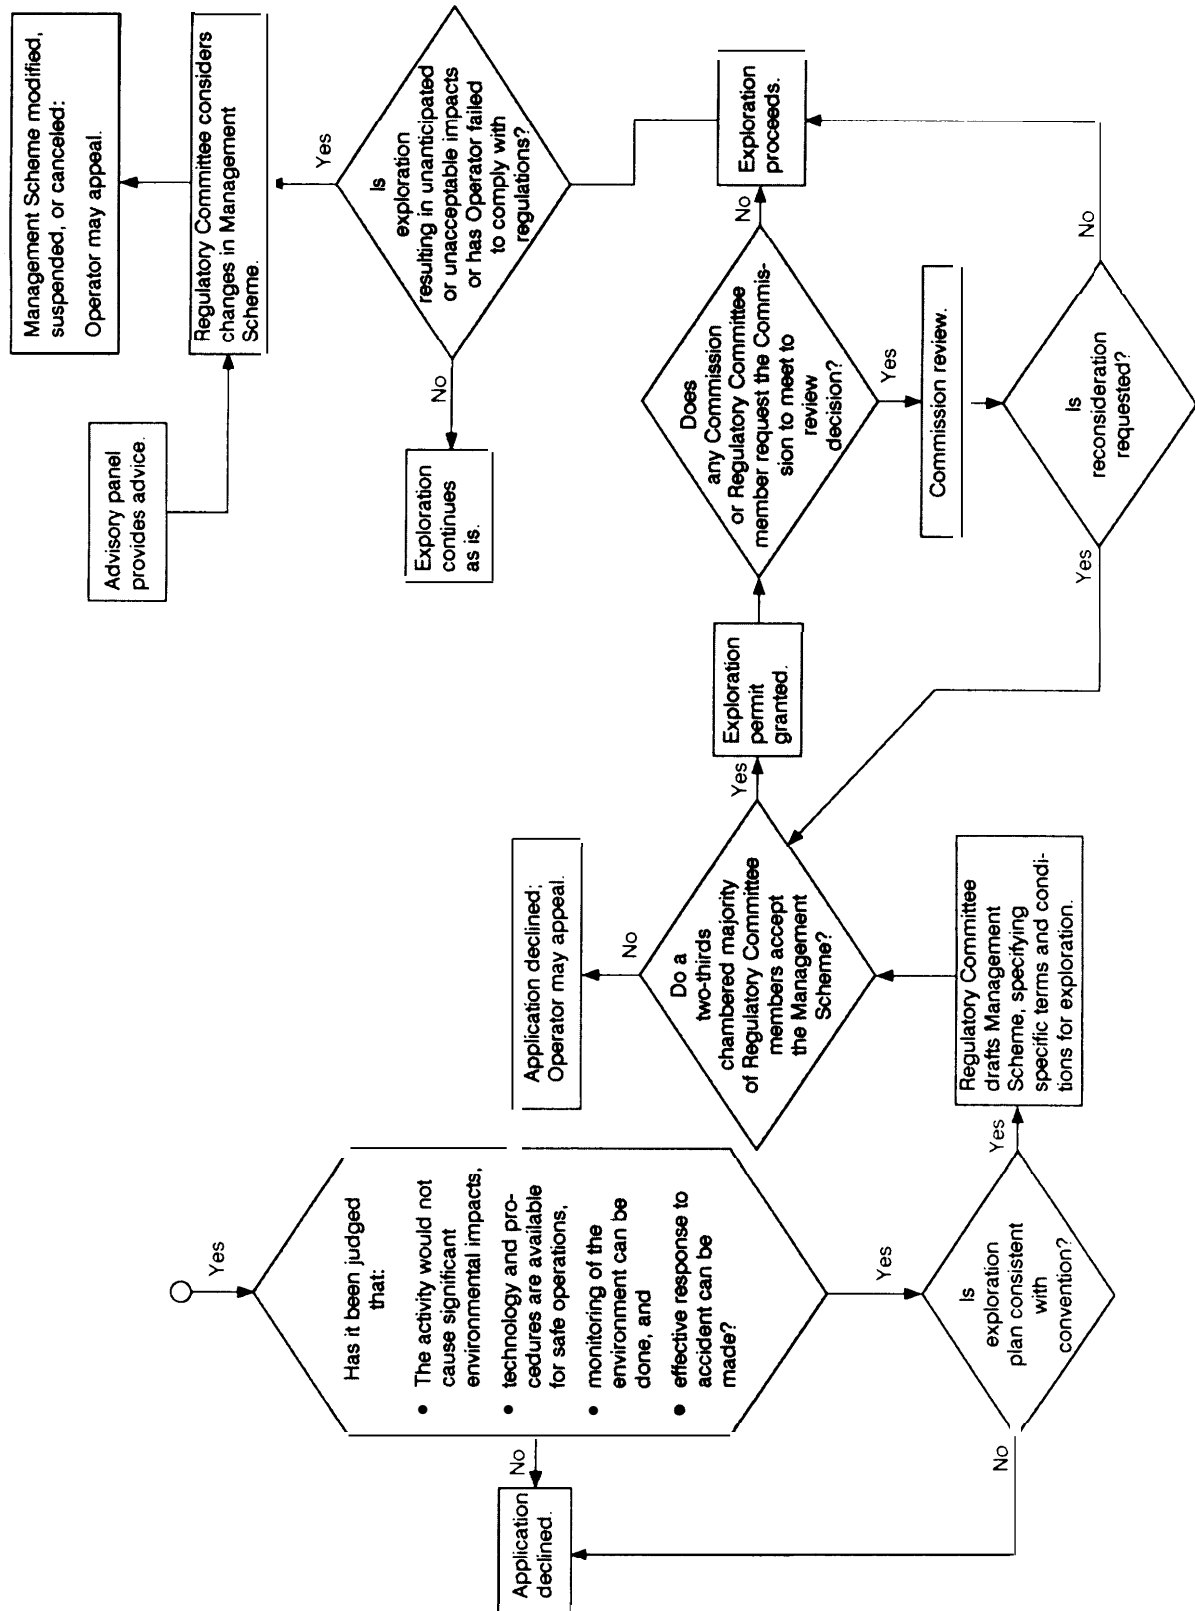 Yes
Has it been judged
that:
• The activity would not
cause significant
environmental impacts,
• technology and pro-
cedures are available
for safe operations,
• monitoring of the
environment can be
done, and
• effective response to
accident can be
made?
No
Application
declined.
Yes
Is
exploration
plan consistent
with
convention?
No
Yes
Regulatory Committee
drafts Management
Scheme, specifying
specific terms and condi-
tions for exploration.
Do a
two-thirds
chambered majority
of Regulatory Committee
members accept
the Management
Scheme?
No
Application declined;
Operator may appeal.
Yes
Exploration
permit
granted.
Does
any Commission
or Regulatory Committee
member request the Commis-
sion to meet to
review
decision?
No
Yes
Commission review.
Is
reconsideration
requested?
Yes
No
Exploration
proceeds.
Is
exploration
resulting in unanticipated
or unacceptable impacts
or has Operator failed
to comply with
regulations?
No
Exploration
continues
as is.
Yes
Advisory panel
provides advice.
Regulatory Committee considers
changes in Management
Scheme.
Management Scheme modified,
suspended, or canceled:
Operator may appeal.